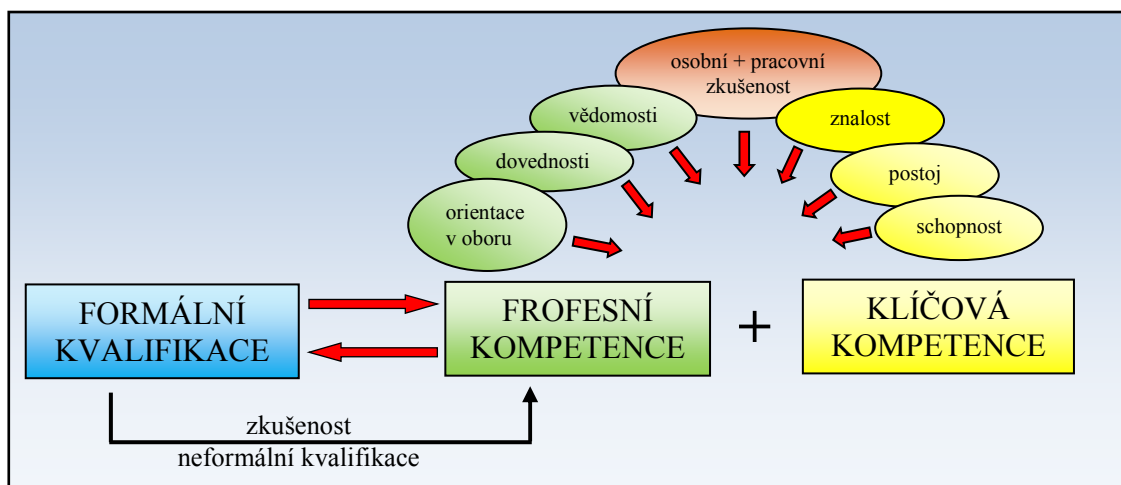 osobní + pracovní
zkušenost
vědomosti
znalost
dovednosti
postoj
orientace
v oboru
schopnost
FORMÁLNÍ
KVALIFIKACE
FROFESNÍ
KOMPETENCE
+
KLÍČOVÁ
KOMPETENCE
zkušenost
neformální kvalifikace